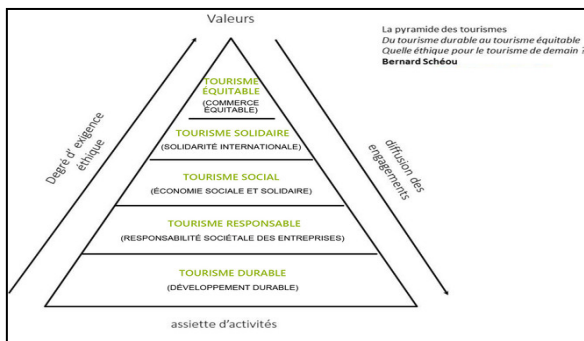 Valeurs
La pyramide des tourismes
Du tourisme durable au tourisme équitable
Quelle éthique pour le tourisme de demain ?
Bernard Schéou
TOURISME
ÉQUITABLE
(COMMERCE
ÉQUITABLE)
TOURISME SOLIDAIRE
(SOLIDARITÉ INTERNATIONALE)
TOURISME SOCIAL
(ÉCONOMIE SOCIALE ET SOLIDAIRE)
TOURISME RESPONSABLE
(RESPONSABILITÉ SOCIÉTALE DES ENTREPRISES)
TOURISME DURABLE
(DÉVELOPPEMENT DURABLE)
Degré d' exigence
éthique
diffusion des
engagements
assiette d'activités